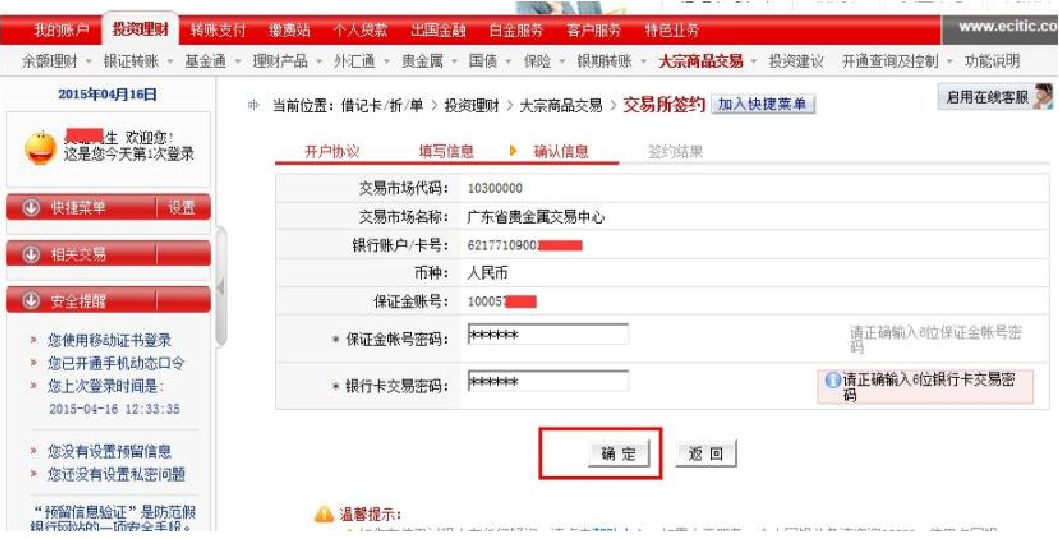 我的账户 投资理财 转账支付 缴费站 个人贷款 出国金融 白金服务 客户服务 特色业务 www.ecitic.co
余额理财 银证转账 基金通 理财产品 外汇通 贵金属 国债 保险 银期转账 大宗商品交易 投资建议 开通查询及控制 功能说明
2015年04月16日
当前位置：借记卡/折/单 > 投资理财 > 大宗商品交易 > 交易所签约 加入快捷菜单
启用在线客服
生 欢迎您！
这是您今天第1次登录
开户协议 填写信息 确认信息 签约结果
快捷菜单 设置
相关交易
安全提醒
您使用移动证书登录
您已开通手机动态口令
您上次登录时间是：
2015-04-16 12:33:35
您没有设置预留信息
您还没有设置私密问题
“预留信息验证”是防范假
银行网站的一项安全手段。
交易市场代码： 10300000
交易市场名称： 广东省贵金属交易中心
银行账户/卡号： 6217710900
币种： 人民币
保证金账号： 10005
* 保证金帐号密码： ****** 请正确输入6位保证金帐号密
码
* 银行卡交易密码： ****** 请正确输入6位银行卡交易密
码
确定 返回
温馨提示：